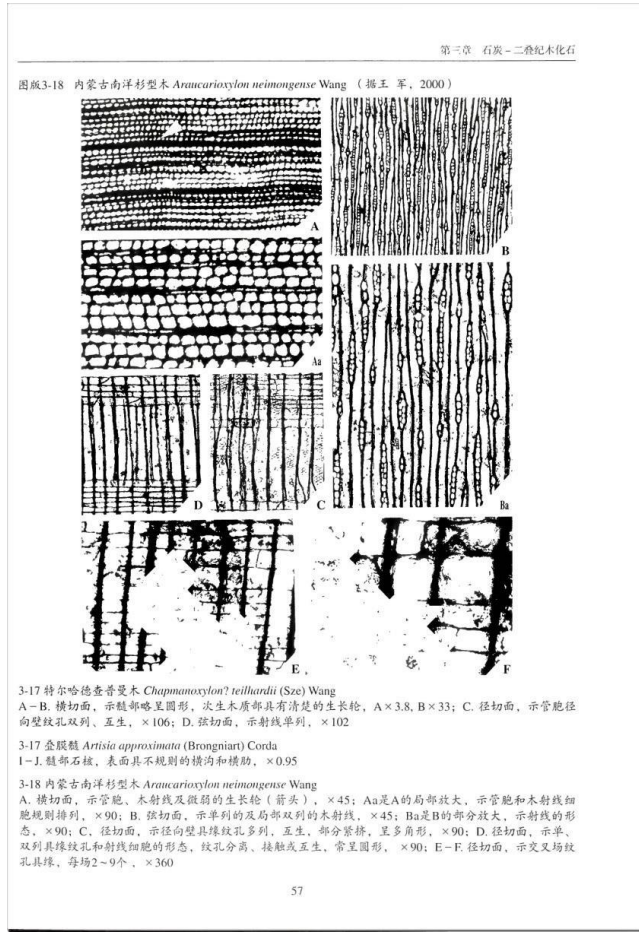 第三章 石炭－二叠纪木化石
图版3-18 内蒙古南洋杉型木 Araucarioxylon neimongense Wang （据王 军，2000）
A
B
Aa
D
C
Ba
E
F
3-17 特尔哈德查普曼木 Chapmanoxylon? teilhardii (Sze) Wang
A－B. 横切面，示髓部略呈圆形，次生木质部具有清楚的生长轮，A×3.8, B×33；C. 径切面，示管胞径
向壁纹孔双列、互生，×106；D. 弦切面，示射线单列，×102
3-17 叠膜髓 Artisia approximata (Brongniart) Corda
I－J. 髓部石核，表面具不规则的横沟和横肋，×0.95
3-18 内蒙古南洋杉型木 Araucarioxylon neimongense Wang
A. 横切面，示管胞、木射线及微弱的生长轮（箭头），×45；Aa是A的局部放大，示管胞和木射线细
胞规则排列，×90；B. 弦切面，示单列的及局部双列的木射线，×45；Ba是B的部分放大，示射线的形
态，×90；C. 径切面，示径向壁具缘纹孔多列，互生，部分紧挤，呈多角形，×90；D. 径切面，示单、
双列具缘纹孔和射线细胞的形态，纹孔分离、接触或互生，常呈圆形，×90；E－F. 径切面，示交叉场纹
孔具缘，每场2～9个，×360
57